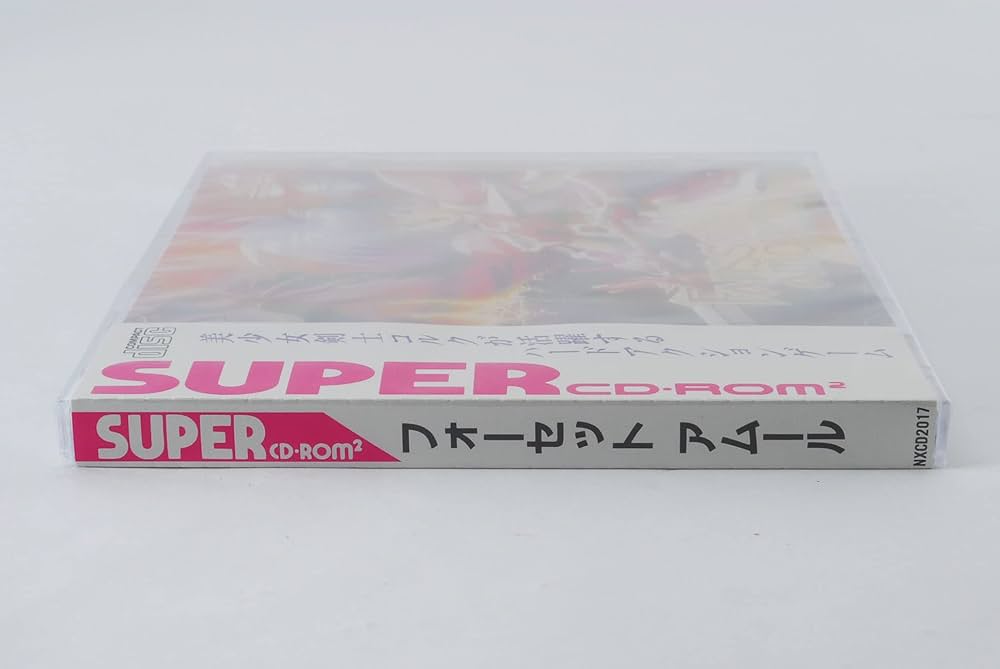 COMPACT
disc
美少女剣士コルクが活躍する
ハードアクションゲーム
SUPER CD-ROM²
SUPER CD-ROM²
フォーセット アムール
NXCD2017